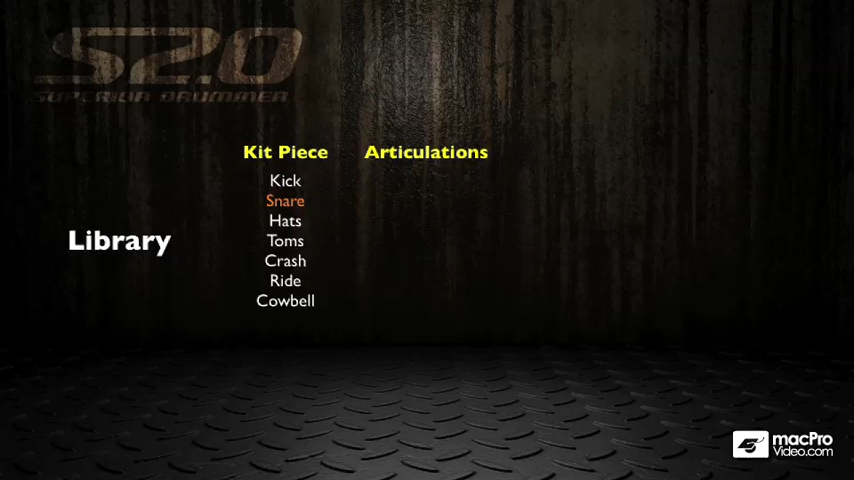 S2.0
SUPERIOR DRUMMER
Kit Piece Articulations
Kick
Snare
Hats
Library
Toms
Crash
Ride
Cowbell
macPro
Video.com